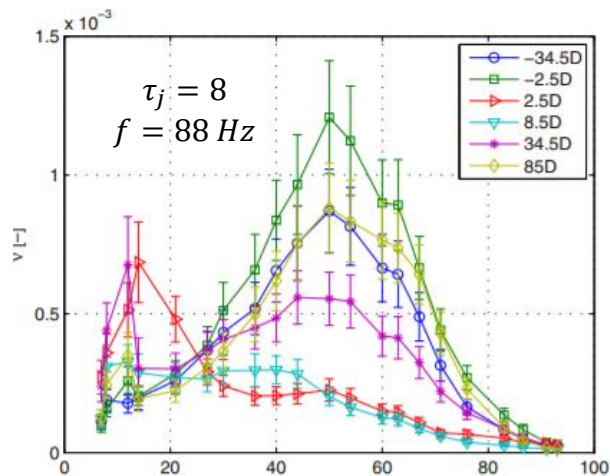 x 10⁻³
1.5
1
0.5
0
ν [–]
τ_j = 8
f = 88 Hz
-34.5D
-2.5D
2.5D
8.5D
34.5D
85D
0 20 40 60 80 100